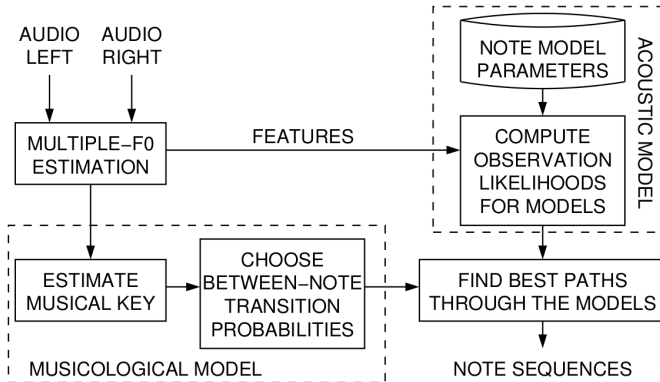 AUDIO
LEFT
AUDIO
RIGHT
NOTE MODEL
PARAMETERS
ACOUSTIC MODEL
MULTIPLE−F0
ESTIMATION
FEATURES
COMPUTE
OBSERVATION
LIKELIHOODS
FOR MODELS
ESTIMATE
MUSICAL KEY
CHOOSE
BETWEEN−NOTE
TRANSITION
PROBABILITIES
FIND BEST PATHS
THROUGH THE MODELS
MUSICOLOGICAL MODEL
NOTE SEQUENCES